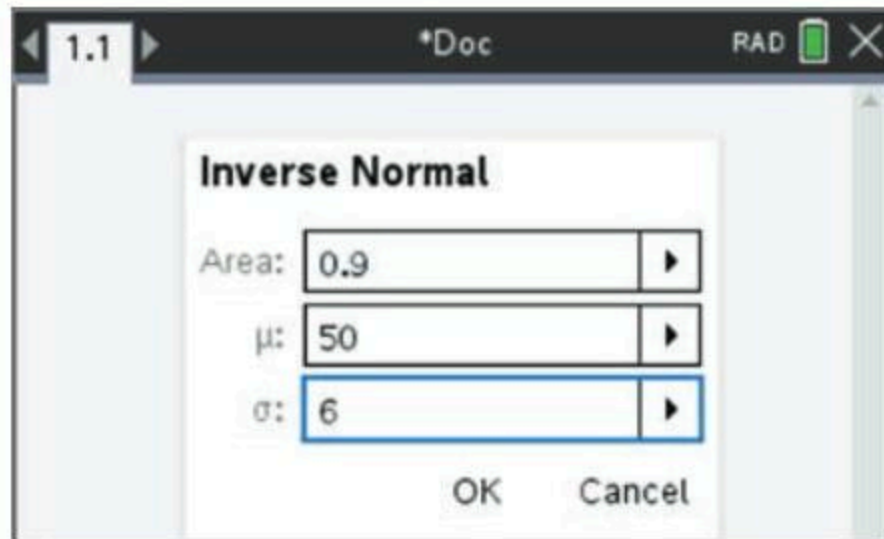 1.1 *Doc RAD
Inverse Normal
Area: 0.9
μ: 50
σ: 6
OK Cancel